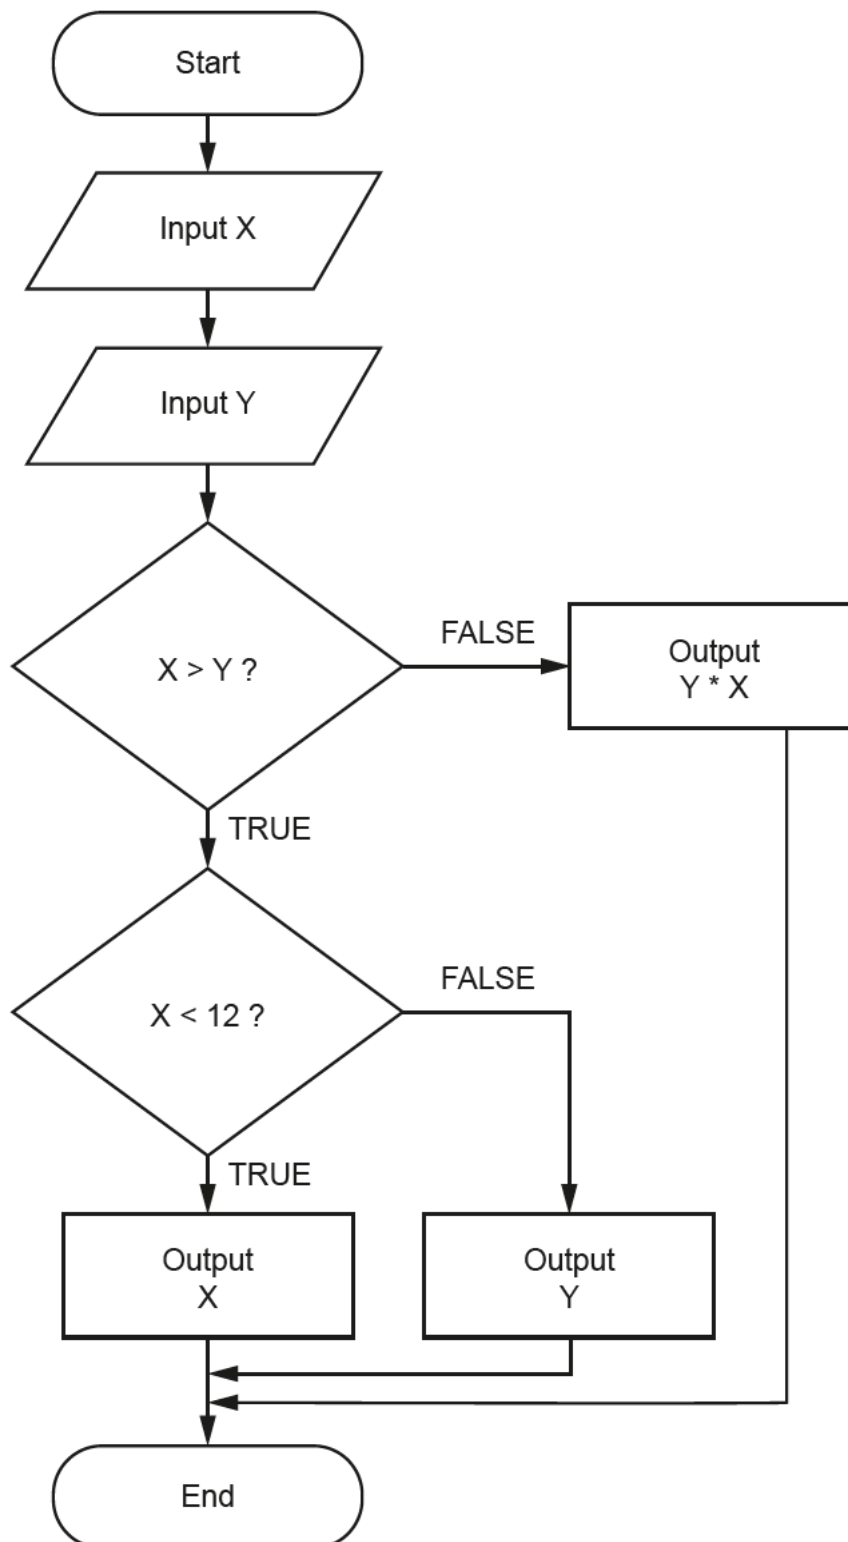 Start
Input X
Input Y
X > Y ?
FALSE
Output
Y * X
TRUE
X < 12 ?
FALSE
TRUE
Output
X
Output
Y
End